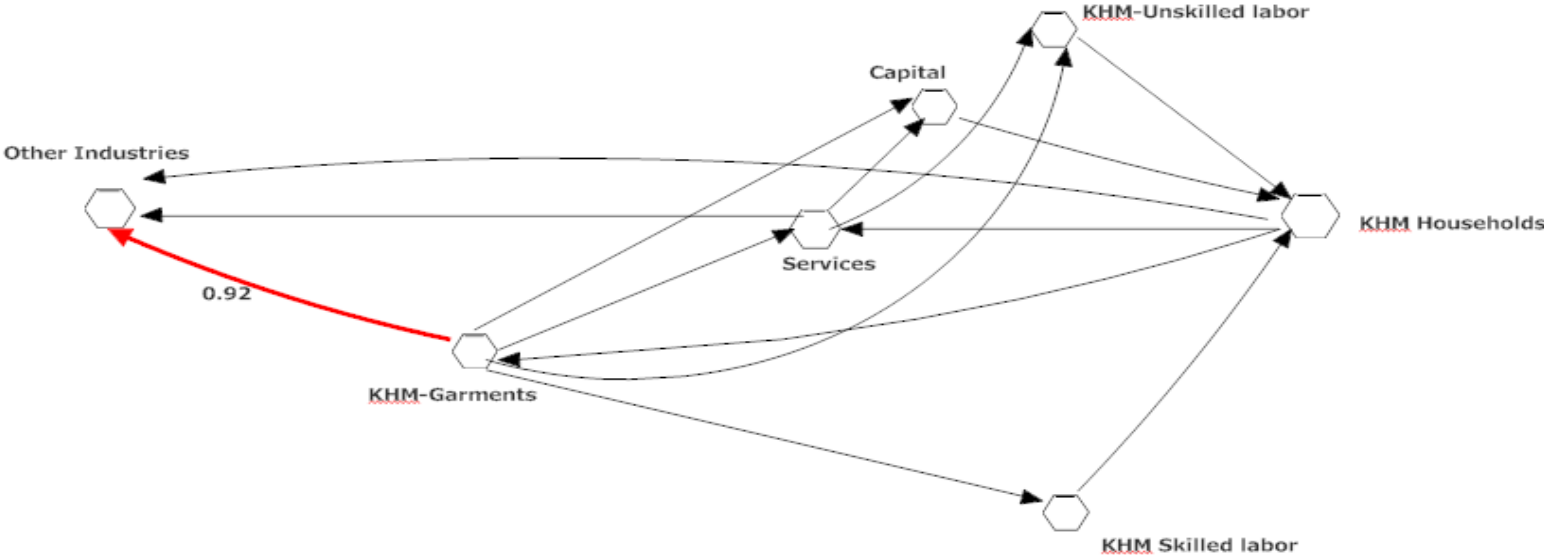 KHM-Unskilled labor
Capital
Other Industries
KHM Households
Services
0.92
KHM-Garments
KHM Skilled labor